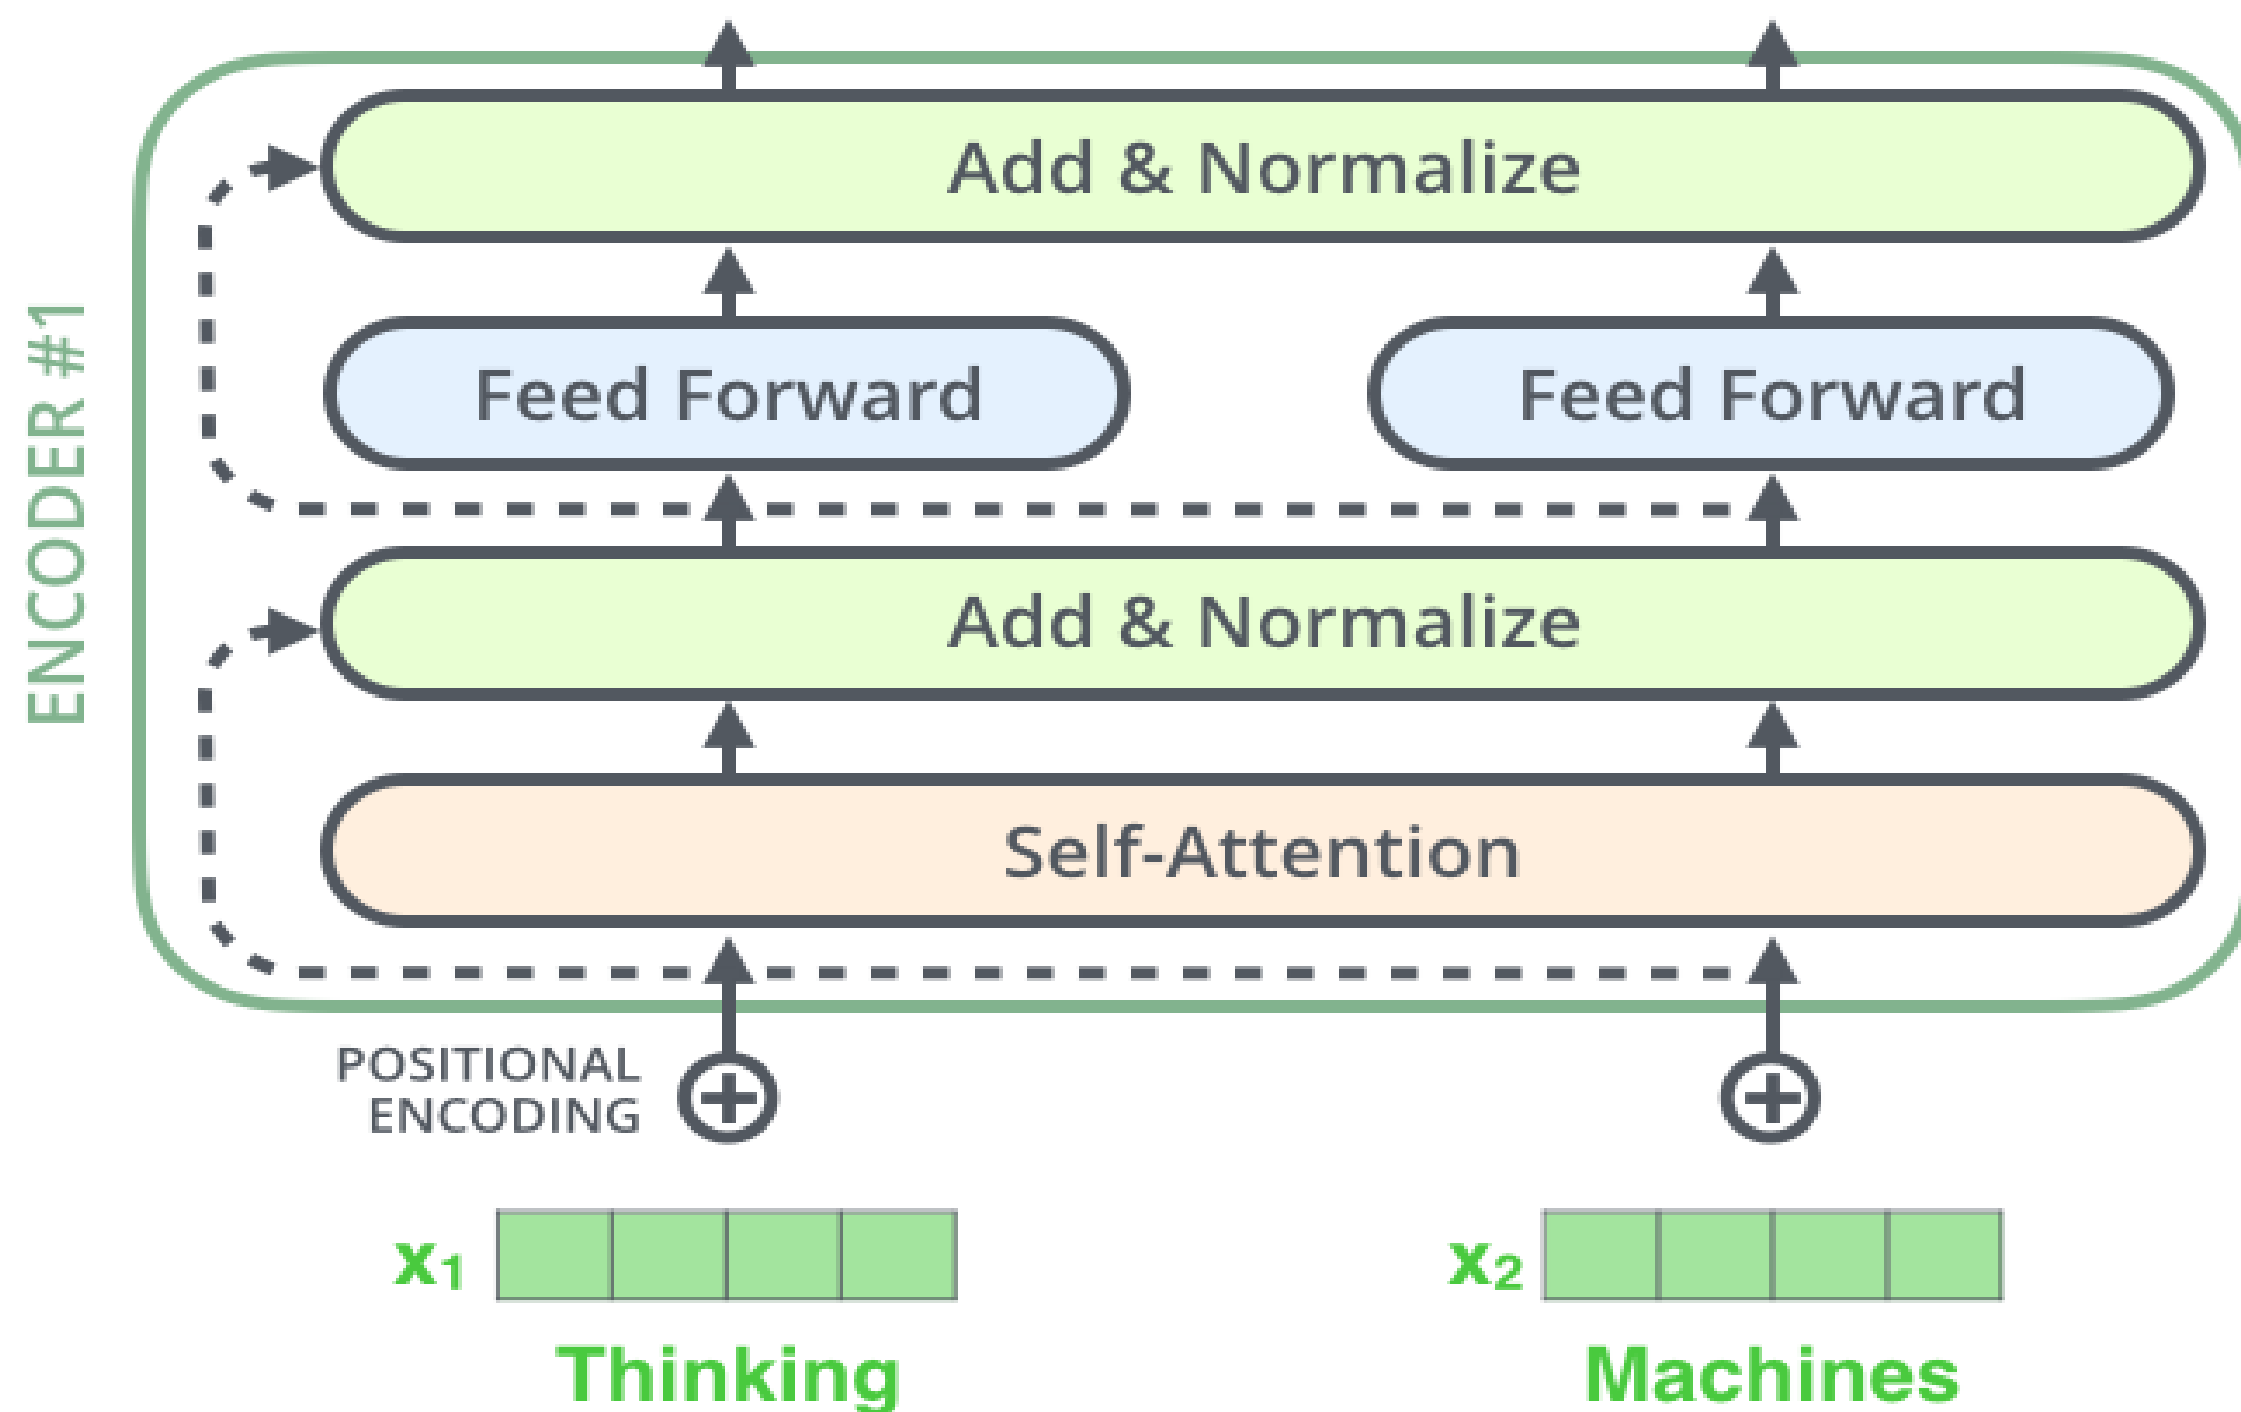 ENCODER #1
Add & Normalize
Feed Forward
Feed Forward
Add & Normalize
Self-Attention
POSITIONAL
ENCODING
x₁
x₂
Thinking
Machines